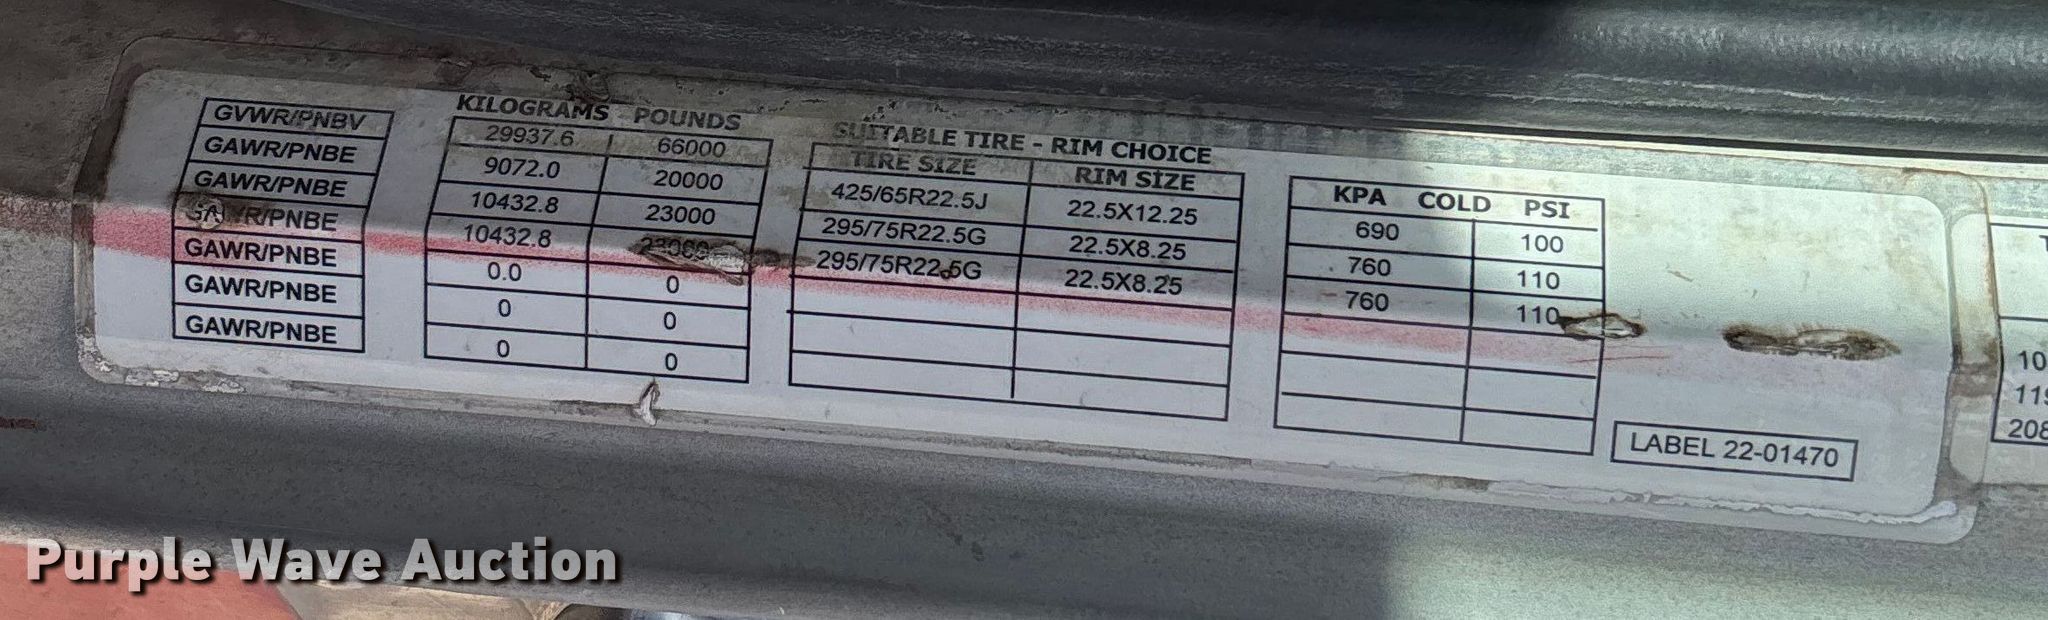 KILOGRAMS POUNDS
GVWR/PNBV 29937.6 66000
GAWR/PNBE 9072.0 20000
GAWR/PNBE 10432.8 23000
GAWR/PNBE 10432.8 23000
GAWR/PNBE 0.0 0
GAWR/PNBE 0 0
GAWR/PNBE 0 0
SUITABLE TIRE - RIM CHOICE
TIRE SIZE RIM SIZE
425/65R22.5J 22.5X12.25
295/75R22.5G 22.5X8.25
295/75R22.5G 22.5X8.25
KPA COLD PSI
690 100
760 110
760 110
LABEL 22-01470
Purple Wave Auction